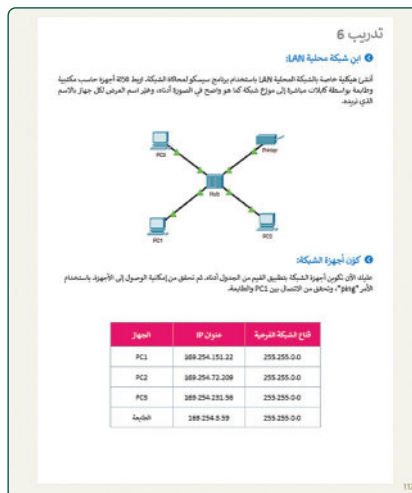 تدريب 6
ابنِ شبكة محلية LAN:
أنشئ هيكلية خاصة بالشبكة المحلية LAN باستخدام برنامج سيسكو لمحاكاة الشبكة. اربط ثلاثة أجهزة حاسب مكتبية
وطابعة بواسطة كابلات مباشرة إلى موزع شبكة كما هو واضح في الصورة أدناه، وغيّر اسم العرض لكل جهاز بالاسم
الذي تريده.
PC3
Printer
Hub
PC1
كوّن أجهزة الشبكة:
عليك الآن تكوين أجهزة الشبكة بتطبيق القيم من الجدول أدناه، ثم تحقق من إمكانية الوصول إلى الأجهزة، باستخدام
الأمر "ping"، وتحقق من الاتصال بين PC1 والطابعة.
الجهاز عنوان IP قناع الشبكة الفرعية
PC1 169.254.151.22 255.255.0.0
PC2 169.254.72.209 255.255.0.0
PC3 169.254.231.56 255.255.0.0
الطابعة 169.254.5.59 255.255.0.0